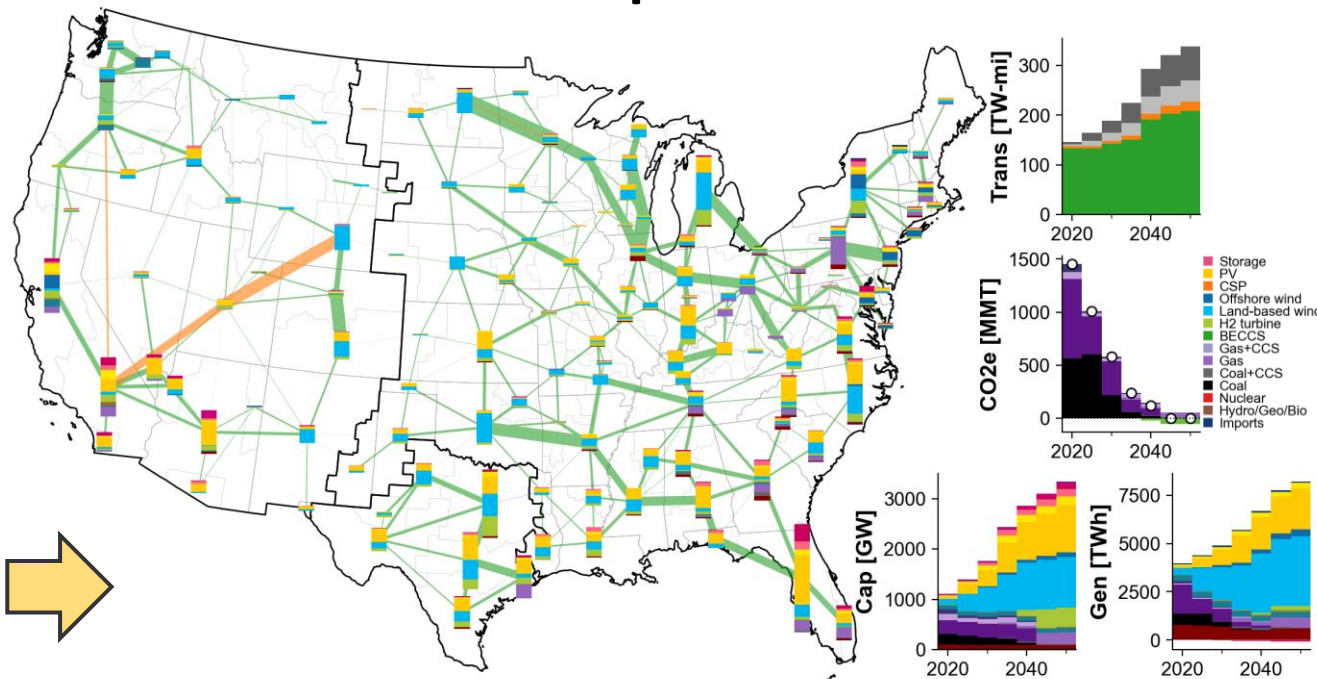 Trans [TW-mi]
300
200
100
0
2020
2040
CO2e [MMT]
1500
1000
500
0
Storage
PV
CSP
Offshore wind
Land-based wind
H2 turbine
BECCS
Gas+CCS
Gas
Coal+CCS
Coal
Nuclear
Hydro/Geo/Bio
Imports
Cap [GW]
3000
2000
1000
0
2020
2040
Gen [TWh]
7500
5000
2500
0
2020
2040